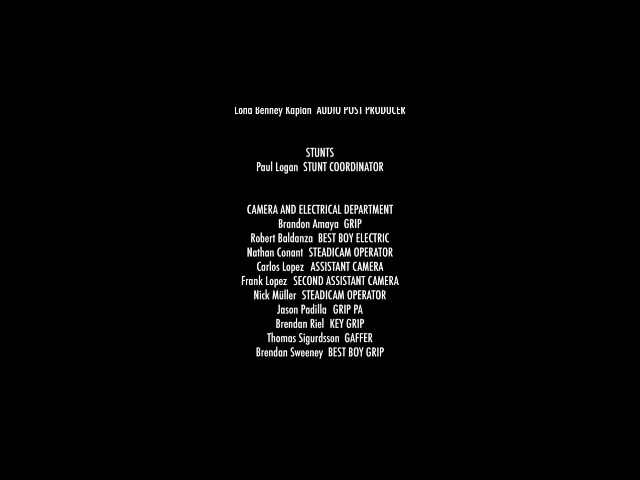 Lona Benney Kaplan AUDIO POST PRODUCER
STUNTS
Paul Logan STUNT COORDINATOR
CAMERA AND ELECTRICAL DEPARTMENT
Brandon Amaya GRIP
Robert Baldanza BEST BOY ELECTRIC
Nathan Conant STEADICAM OPERATOR
Carlos Lopez ASSISTANT CAMERA
Frank Lopez SECOND ASSISTANT CAMERA
Nick Müller STEADICAM OPERATOR
Jason Padilla GRIP PA
Brendan Riel KEY GRIP
Thomas Sigurdsson GAFFER
Brendan Sweeney BEST BOY GRIP